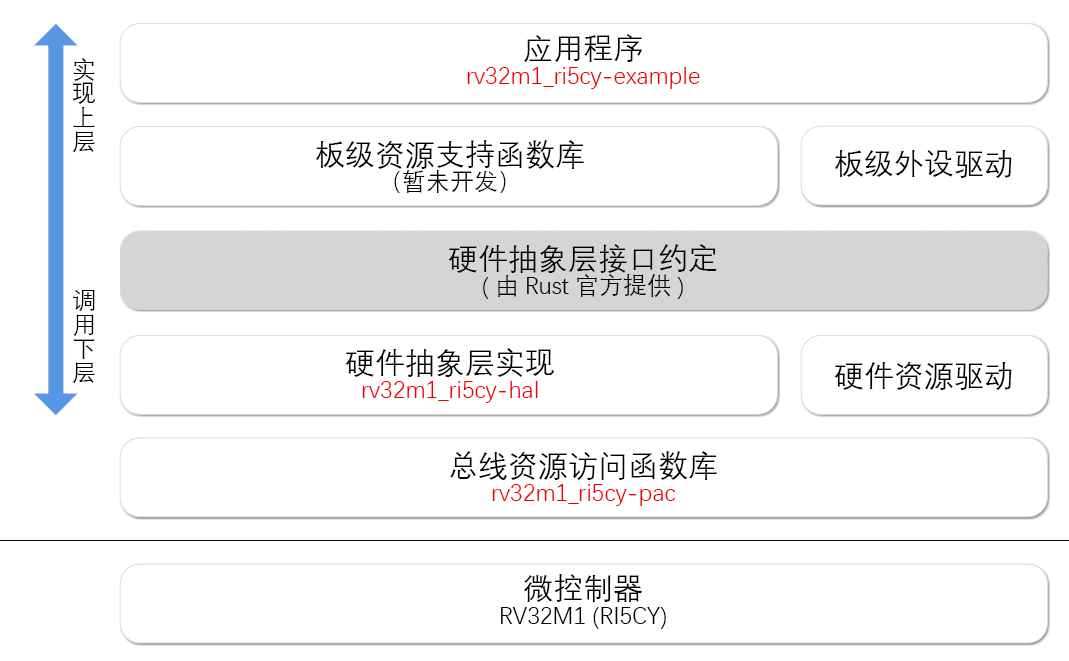 实现上层
调用下层
应用程序
rv32m1_ri5cy-example
板级资源支持函数库
（暂未开发）
板级外设驱动
硬件抽象层接口约定
( 由 Rust 官方提供 )
硬件抽象层实现
rv32m1_ri5cy-hal
硬件资源驱动
总线资源访问函数库
rv32m1_ri5cy-pac
微控制器
RV32M1 (RI5CY)